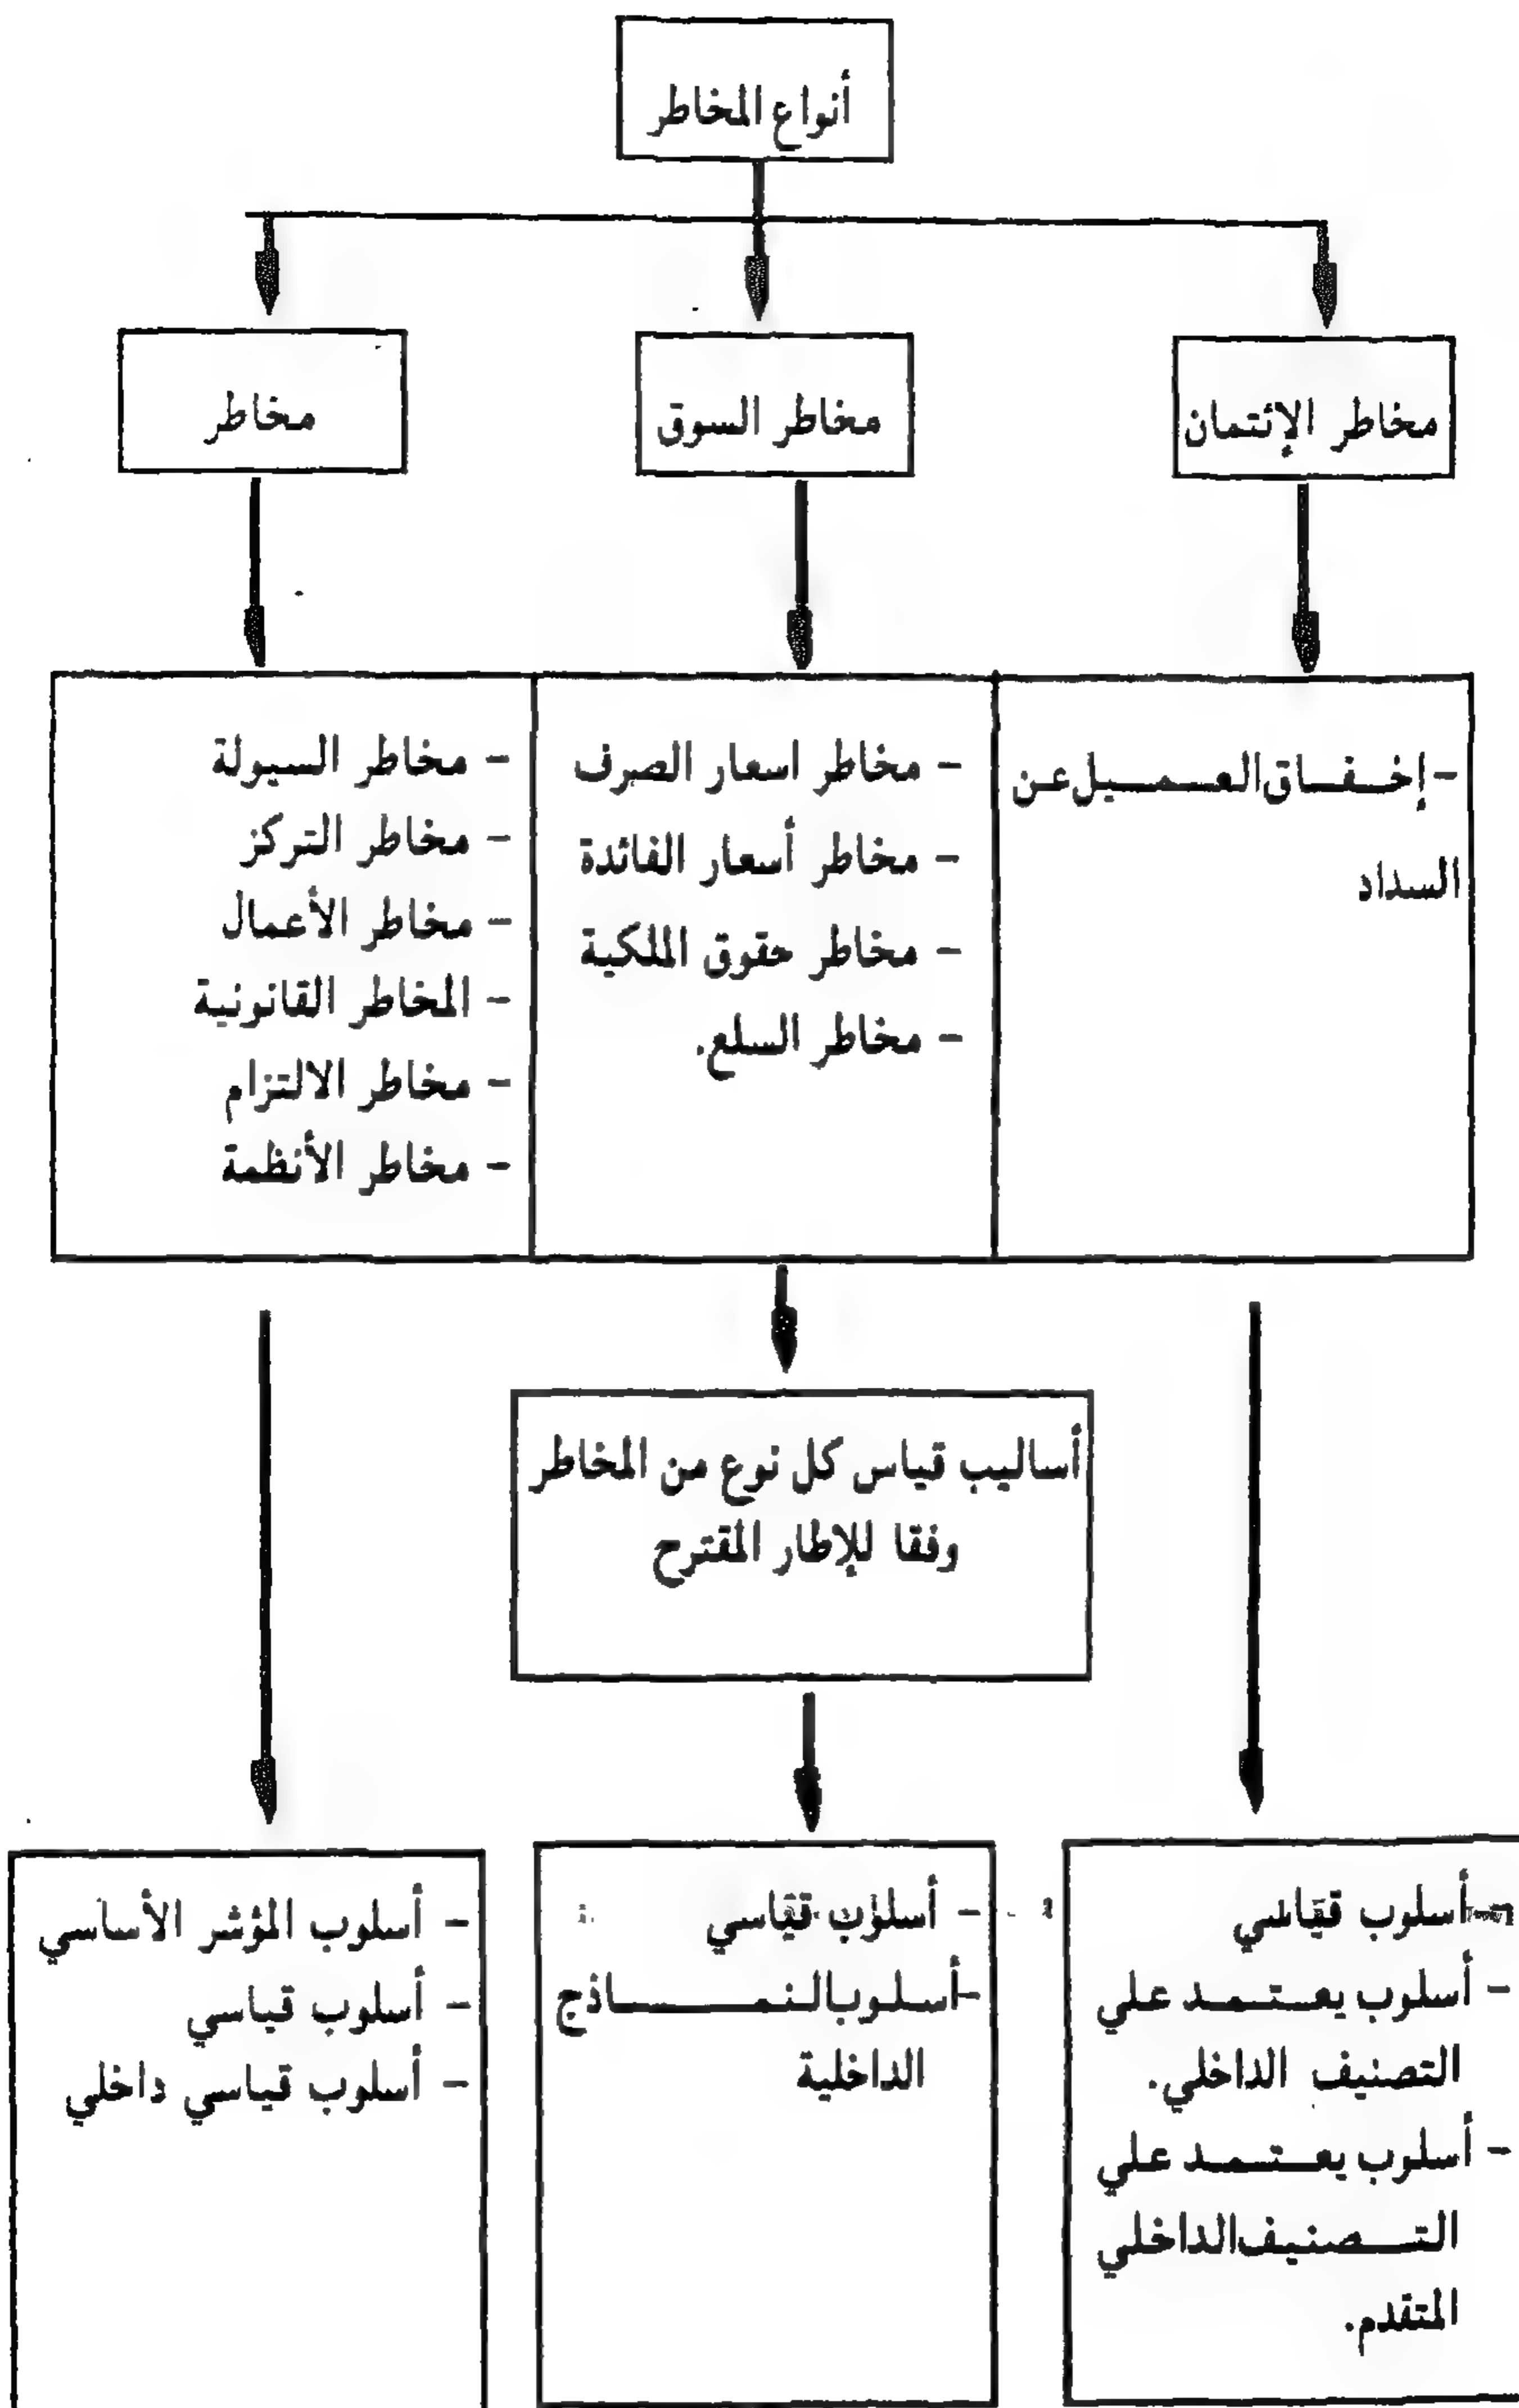 أنواع المخاطر
مخاطر الإئتمان
مخاطر السوق
مخاطر
- إخفاق العميل عن
السداد
- مخاطر اسعار الصرف
- مخاطر أسعار الفائدة
- مخاطر حقوق الملكية
- مخاطر السلع.
- مخاطر السيولة
- مخاطر التركز
- مخاطر الأعمال
- المخاطر القانونية
- مخاطر الالتزام
- مخاطر الأنظمة
أساليب قياس كل نوع من المخاطر
وفقا للإطار المقترح
- أسلوب قياسي
- أسلوب يعتمد علي
التصنيف الداخلي.
- أسلوب يعتمد علي
التصنيف الداخلي
المتقدم.
- أسلوب قياسي
- أسلوب النماذج
الداخلية
- أسلوب المؤشر الأساسي
- أسلوب قياسي
- أسلوب قياسي داخلي